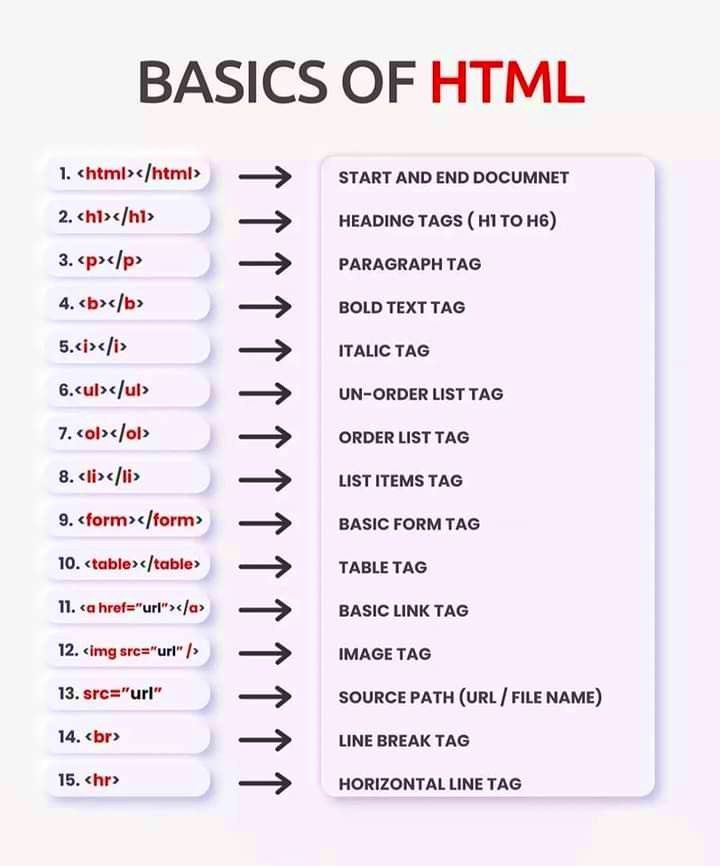 BASICS OF HTML
1. <html></html> → START AND END DOCUMNET
2. <h1></h1> → HEADING TAGS ( H1 TO H6)
3. <p></p> → PARAGRAPH TAG
4. <b></b> → BOLD TEXT TAG
5.<i></i> → ITALIC TAG
6.<ul></ul> → UN-ORDER LIST TAG
7. <ol></ol> → ORDER LIST TAG
8. <li></li> → LIST ITEMS TAG
9. <form></form> → BASIC FORM TAG
10. <table></table> → TABLE TAG
11. <a href="url"></a> → BASIC LINK TAG
12. <img src="url" /> → IMAGE TAG
13. src="url" → SOURCE PATH (URL / FILE NAME)
14. <br> → LINE BREAK TAG
15. <hr> → HORIZONTAL LINE TAG